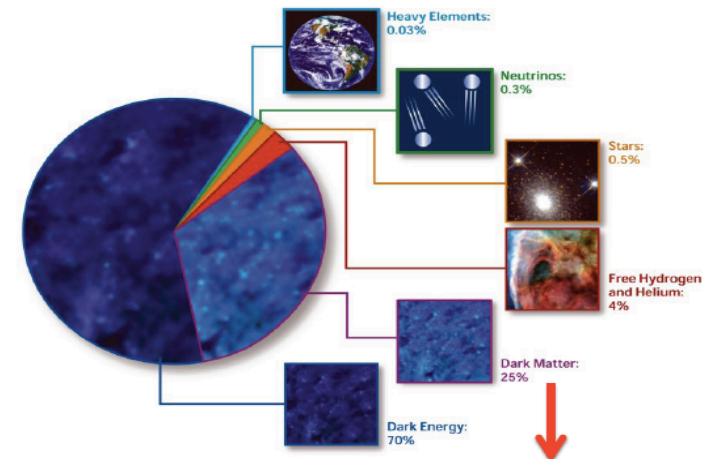 Heavy Elements:
0.03%
Neutrinos:
0.3%
Stars:
0.5%
Free Hydrogen
and Helium:
4%
Dark Matter:
25%
Dark Energy:
70%